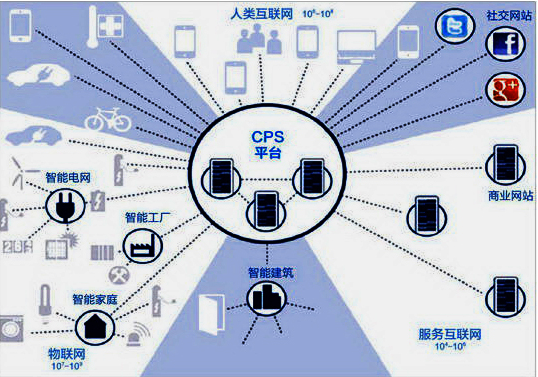 人类互联网 10⁶-10⁸
社交网站
CPS
平台
智能电网
商业网站
智能工厂
智能建筑
智能家庭
服务互联网
10⁴-10⁶
物联网
10⁷-10⁹